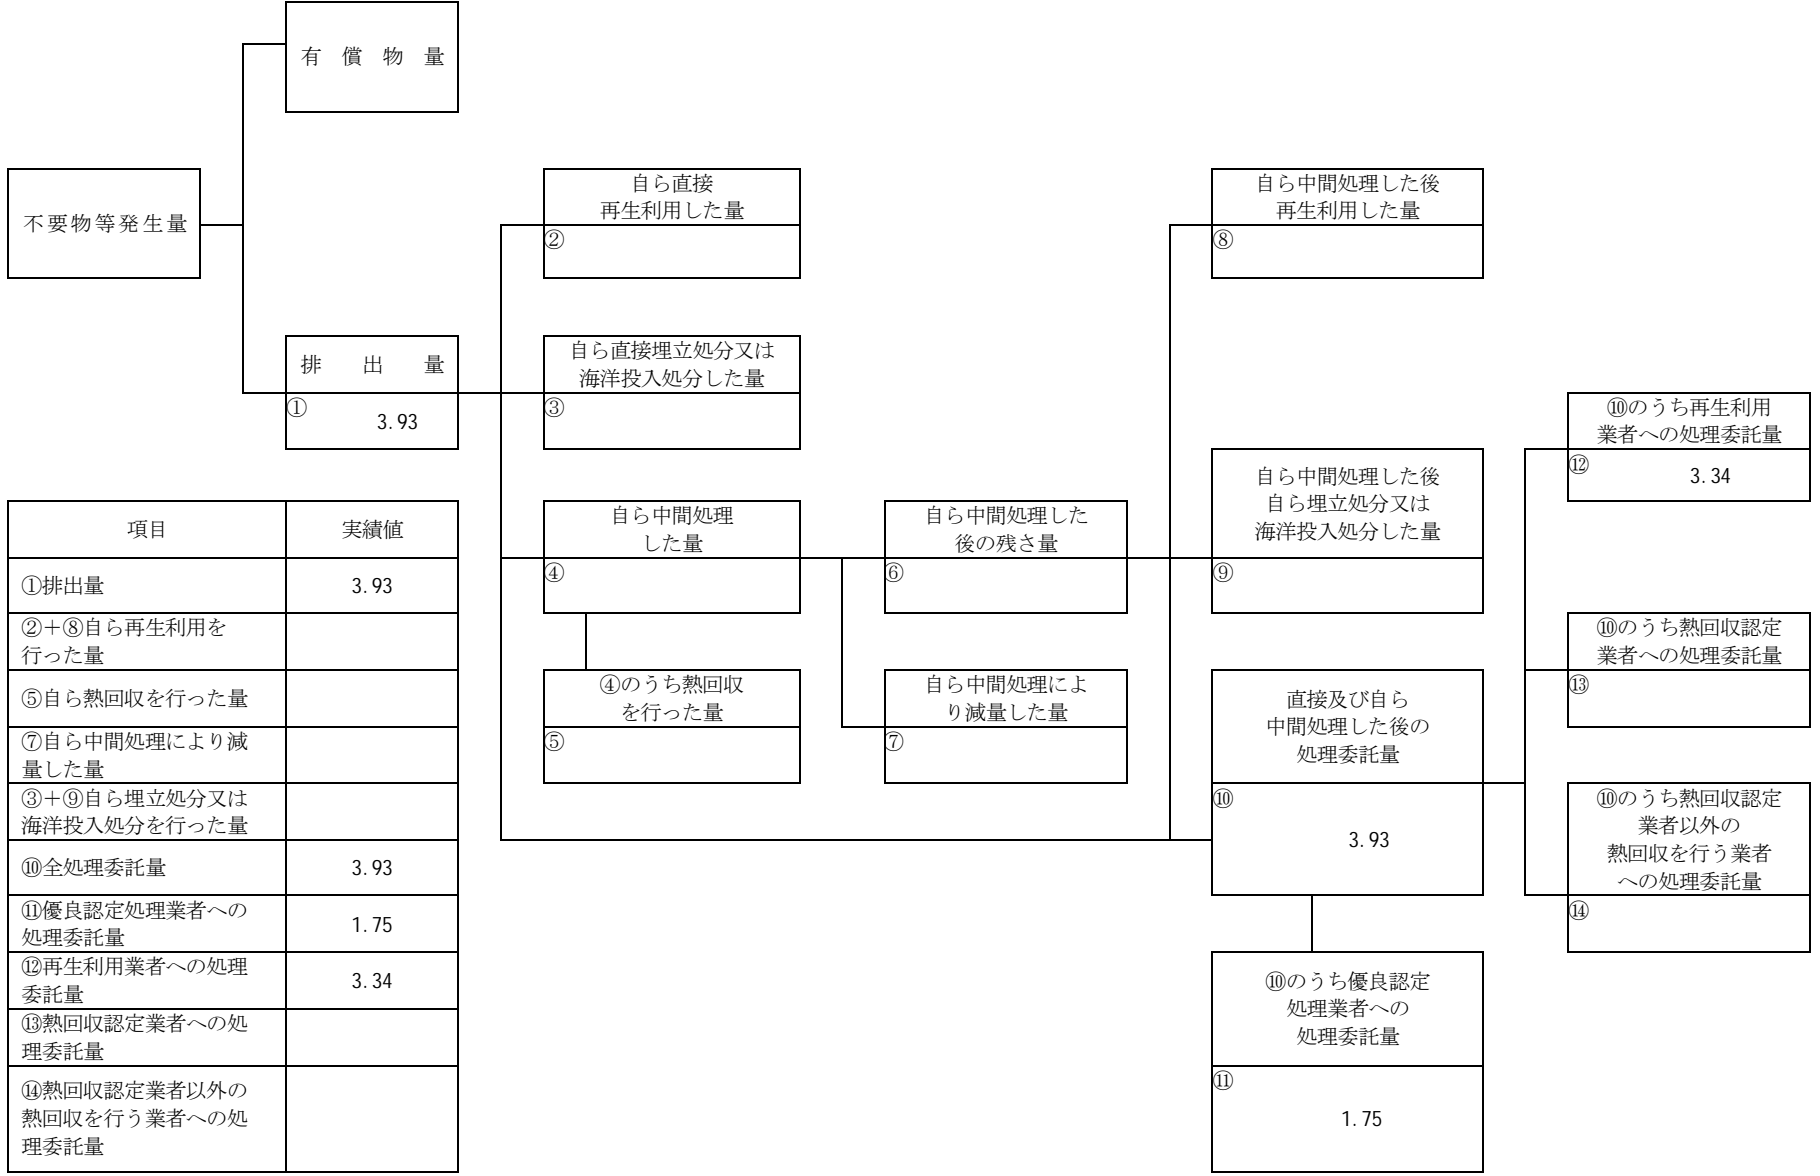 有　償　物　量
不要物等発生量
自ら直接
再生利用した量
②
自ら中間処理した後
再生利用した量
⑧
排　出　量
①
3.93
自ら直接埋立処分又は
海洋投入処分した量
③
⑩のうち再生利用
業者への処理委託量
⑫
3.34
自ら中間処理
した量
④
自ら中間処理した
後の残さ量
⑥
自ら中間処理した後
自ら埋立処分又は
海洋投入処分した量
⑨
⑩のうち熱回収認定
業者への処理委託量
⑬
④のうち熱回収
を行った量
⑤
自ら中間処理によ
り減量した量
⑦
直接及び自ら
中間処理した後の
処理委託量
⑩
3.93
⑩のうち熱回収認定
業者以外の
熱回収を行う業者
への処理委託量
⑭
⑩のうち優良認定
処理業者への
処理委託量
⑪
1.75
項目　実績値
①排出量　3.93
②＋⑧自ら再生利用を
行った量
⑤自ら熱回収を行った量
⑦自ら中間処理により減
量した量
③＋⑨自ら埋立処分又は
海洋投入処分を行った量
⑩全処理委託量　3.93
⑪優良認定処理業者への
処理委託量　1.75
⑫再生利用業者への処理
委託量　3.34
⑬熱回収認定業者への処
理委託量
⑭熱回収認定業者以外の
熱回収を行う業者への処
理委託量